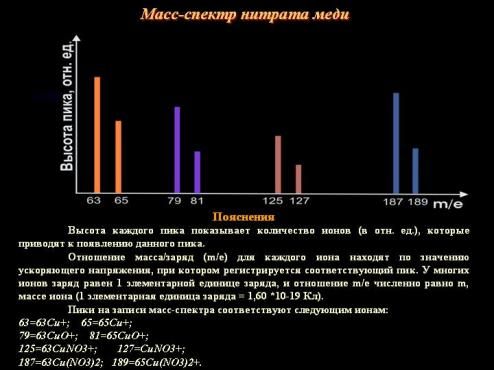 Масс-спектр нитрата меди
Высота пика, отн. ед.
63 65 79 81 125 127 187 189 m/e
Пояснения
Высота каждого пика показывает количество ионов (в отн. ед.), которые
приводят к появлению данного пика.
Отношение масса/заряд (m/e) для каждого иона находят по значению
ускоряющего напряжения, при котором регистрируется соответствующий пик. У многих
ионов заряд равен 1 элементарной единице заряда, и отношение m/e численно равно m,
массе иона (1 элементарная единица заряда = 1,60 *10-19 Кл).
Пики на записи масс-спектра соответствуют следующим ионам:
63=63Cu+; 65=65Cu+;
79=63CuO+; 81=65CuO+;
125=63CuNO3+; 127=CuNO3+;
187=63Cu(NO3)2; 189=65Cu(NO3)2+.